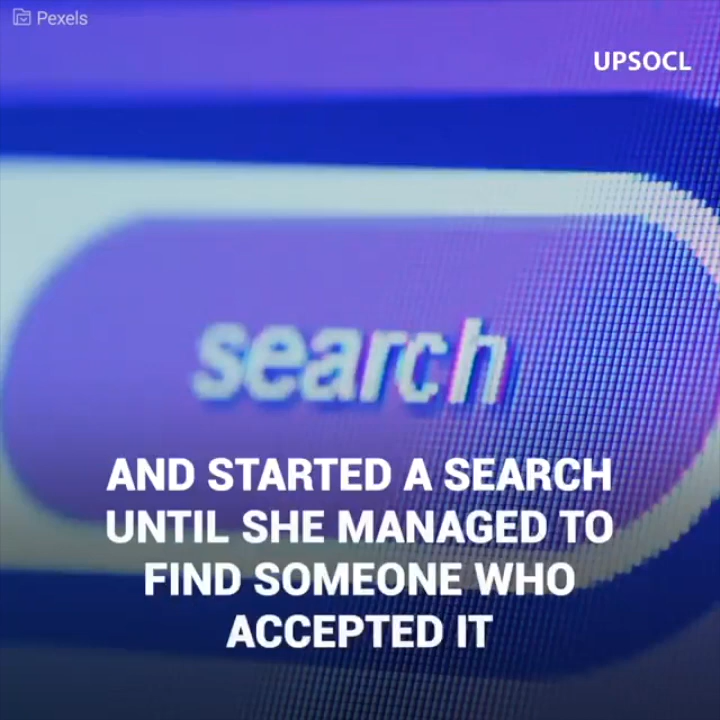 Pexels
UPSOCL
search
AND STARTED A SEARCH
UNTIL SHE MANAGED TO
FIND SOMEONE WHO
ACCEPTED IT